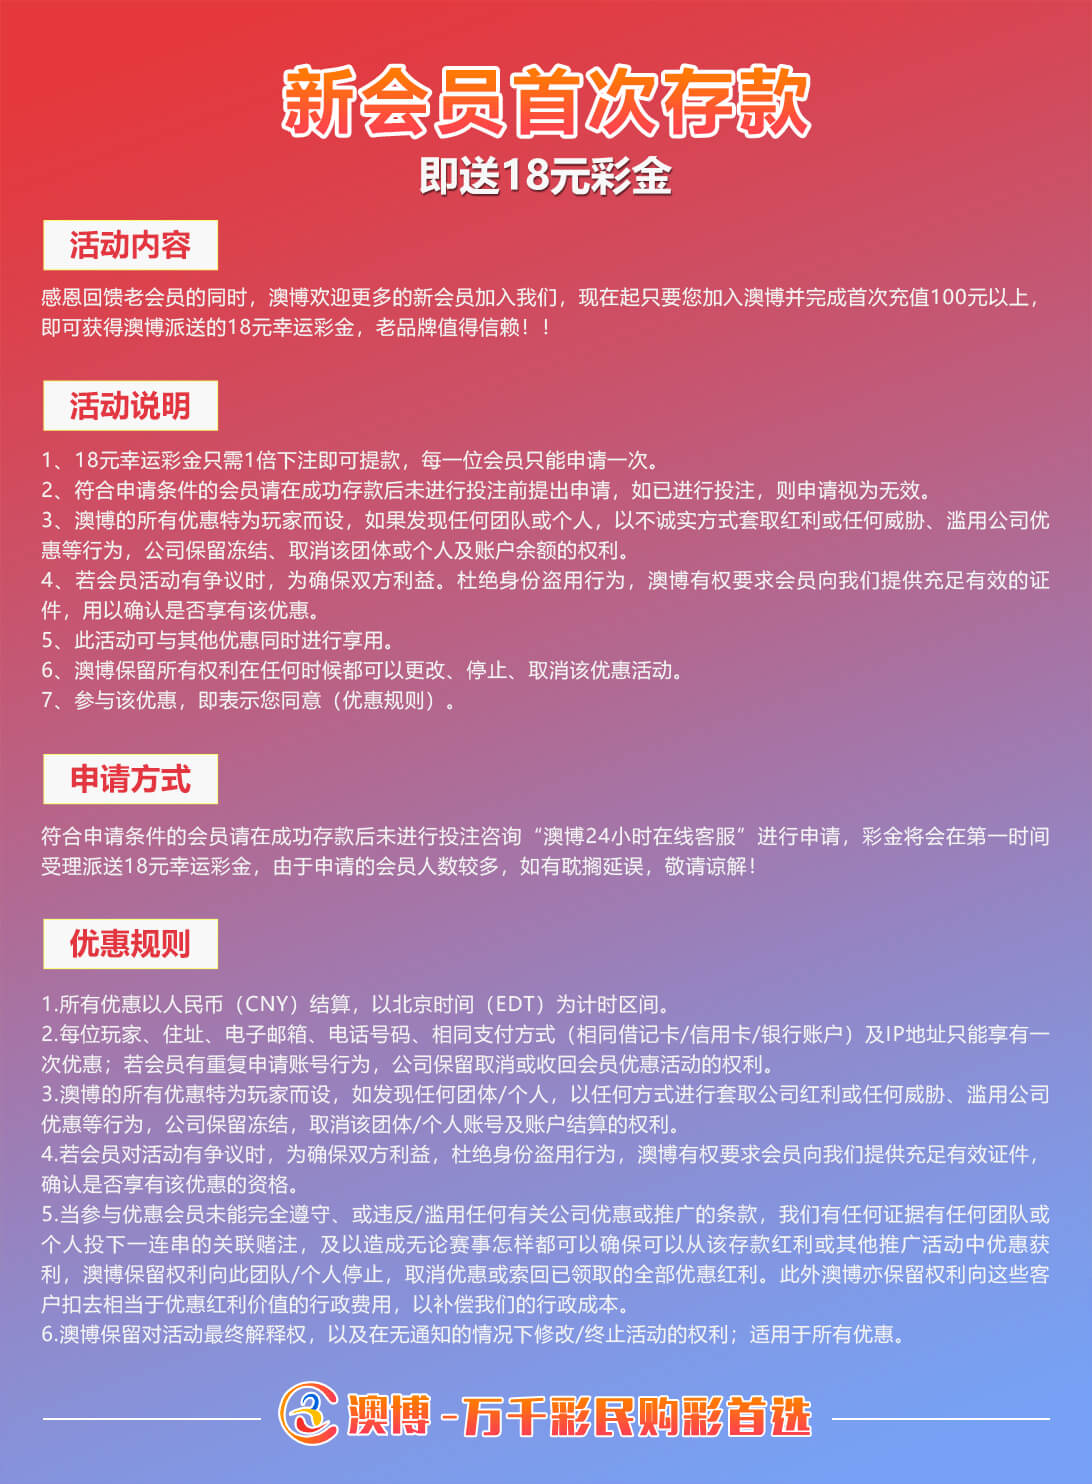 新会员首次存款
即送18元彩金
活动内容
感恩回馈老会员的同时，澳博欢迎更多的新会员加入我们，现在起只要您加入澳博并完成首次充值100元以上，
即可获得澳博派送的18元幸运彩金，老品牌值得信赖！！
活动说明
1、18元幸运彩金只需1倍下注即可提款，每一位会员只能申请一次。
2、符合申请条件的会员请在成功存款后未进行投注前提出申请，如已进行投注，则申请视为无效。
3、澳博的所有优惠特为玩家而设，如果发现任何团队或个人，以不诚实方式套取红利或任何威胁、滥用公司优
惠等行为，公司保留冻结、取消该团体或个人及账户余额的权利。
4、若会员活动有争议时，为确保双方利益。杜绝身份盗用行为，澳博有权要求会员向我们提供充足有效的证
件，用以确认是否享有该优惠。
5、此活动可与其他优惠同时进行享用。
6、澳博保留所有权利在任何时候都可以更改、停止、取消该优惠活动。
7、参与该优惠，即表示您同意（优惠规则）。
申请方式
符合申请条件的会员请在成功存款后未进行投注咨询“澳博24小时在线客服”进行申请，彩金将会在第一时间
受理派送18元幸运彩金，由于申请的会员人数较多，如有耽搁延误，敬请谅解！
优惠规则
1.所有优惠以人民币（CNY）结算，以北京时间（EDT）为计时区间。
2.每位玩家、住址、电子邮箱、电话号码、相同支付方式（相同借记卡/信用卡/银行账户）及IP地址只能享有一
次优惠；若会员有重复申请账号行为，公司保留取消或收回会员优惠活动的权利。
3.澳博的所有优惠特为玩家而设，如发现任何团体/个人，以任何方式进行套取公司红利或任何威胁、滥用公司
优惠等行为，公司保留冻结，取消该团体/个人账号及账户结算的权利。
4.若会员对活动有争议时，为确保双方利益，杜绝身份盗用行为，澳博有权要求会员向我们提供充足有效证件，
确认是否享有该优惠的资格。
5.当参与优惠会员未能完全遵守、或违反/滥用任何有关公司优惠或推广的条款，我们有任何证据有任何团队或
个人投下一连串的关联赌注，及以造成无论赛事怎样都可以确保可以从该存款红利或其他推广活动中优惠获
利，澳博保留权利向此团队/个人停止，取消优惠或索回已领取的全部优惠红利。此外澳博亦保留权利向这些客
户扣去相当于优惠红利价值的行政费用，以补偿我们的行政成本。
6.澳博保留对活动最终解释权，以及在无通知的情况下修改/终止活动的权利；适用于所有优惠。
澳博-万千彩民购彩首选